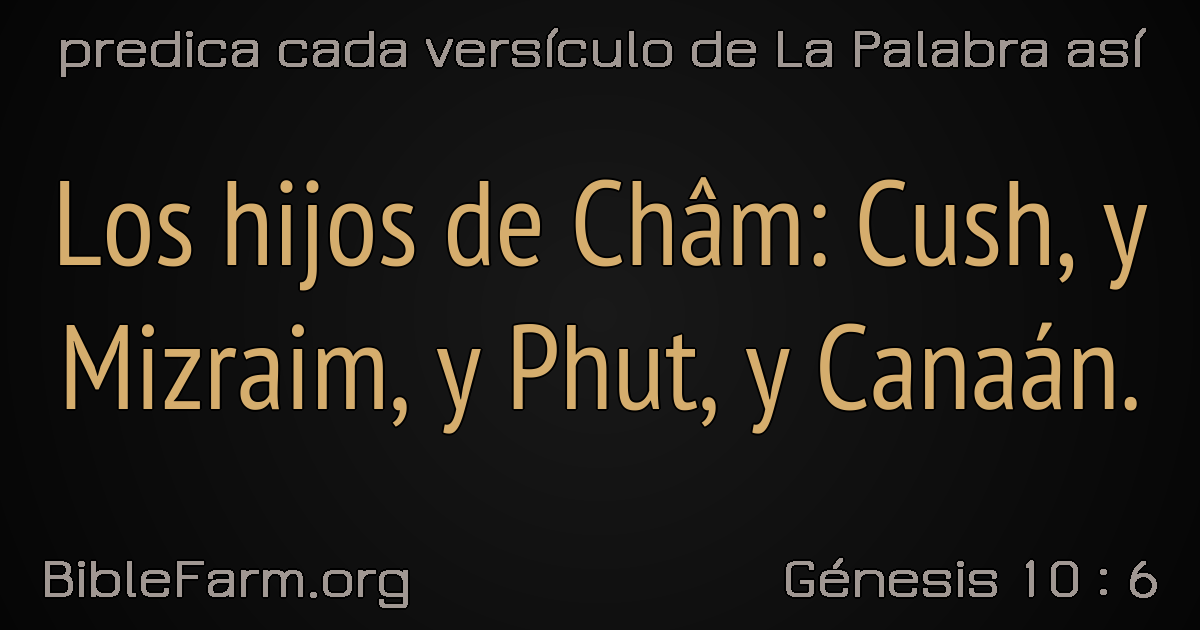 predica cada versículo de La Palabra así
Los hijos de Châm: Cush, y
Mizraim, y Phut, y Canaán.
BibleFarm.org
Génesis 10 : 6